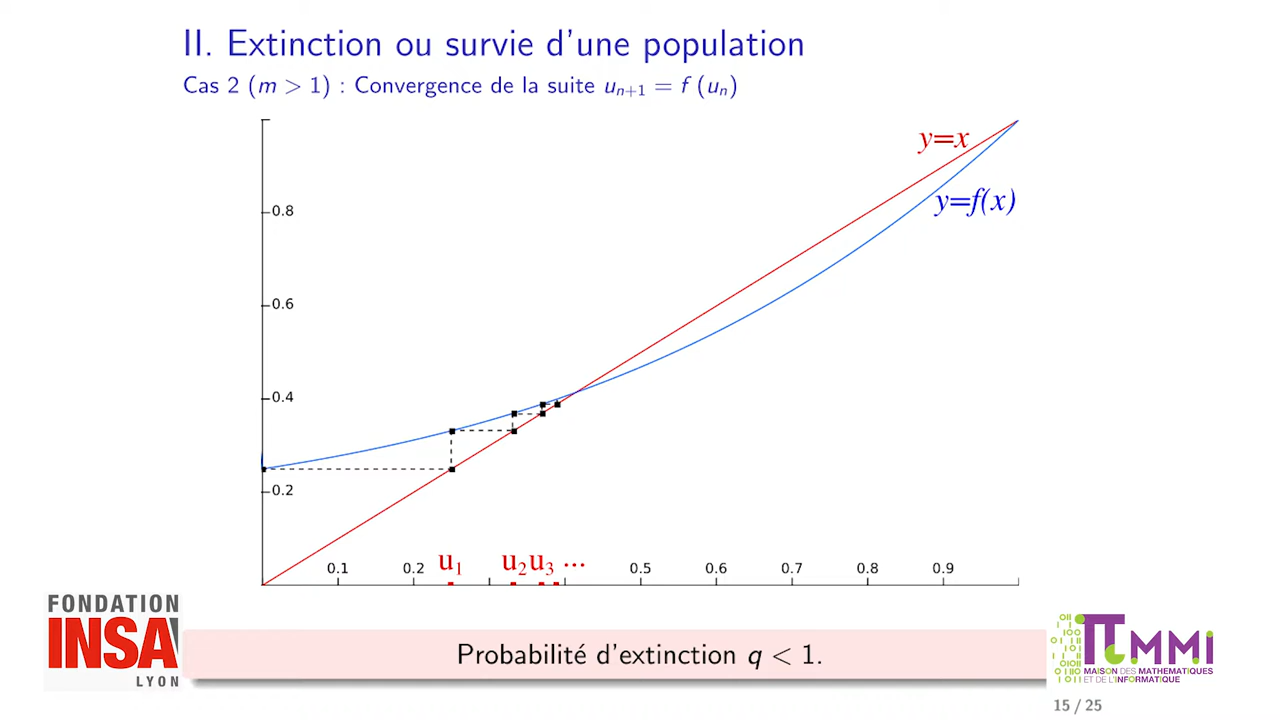 II. Extinction ou survie d'une population
Cas 2 (m > 1) : Convergence de la suite uₙ₊₁ = f (uₙ)
y=x
y=f(x)
0.8
0.6
0.4
0.2
u₁ u₂ u₃ ...
0.1 0.2 0.5 0.6 0.7 0.8 0.9
FONDATION
INSA
LYON
Probabilité d'extinction q < 1.
MMI
MAISON DES MATHEMATIQUES
ET DE L'INFORMATIQUE
15 / 25